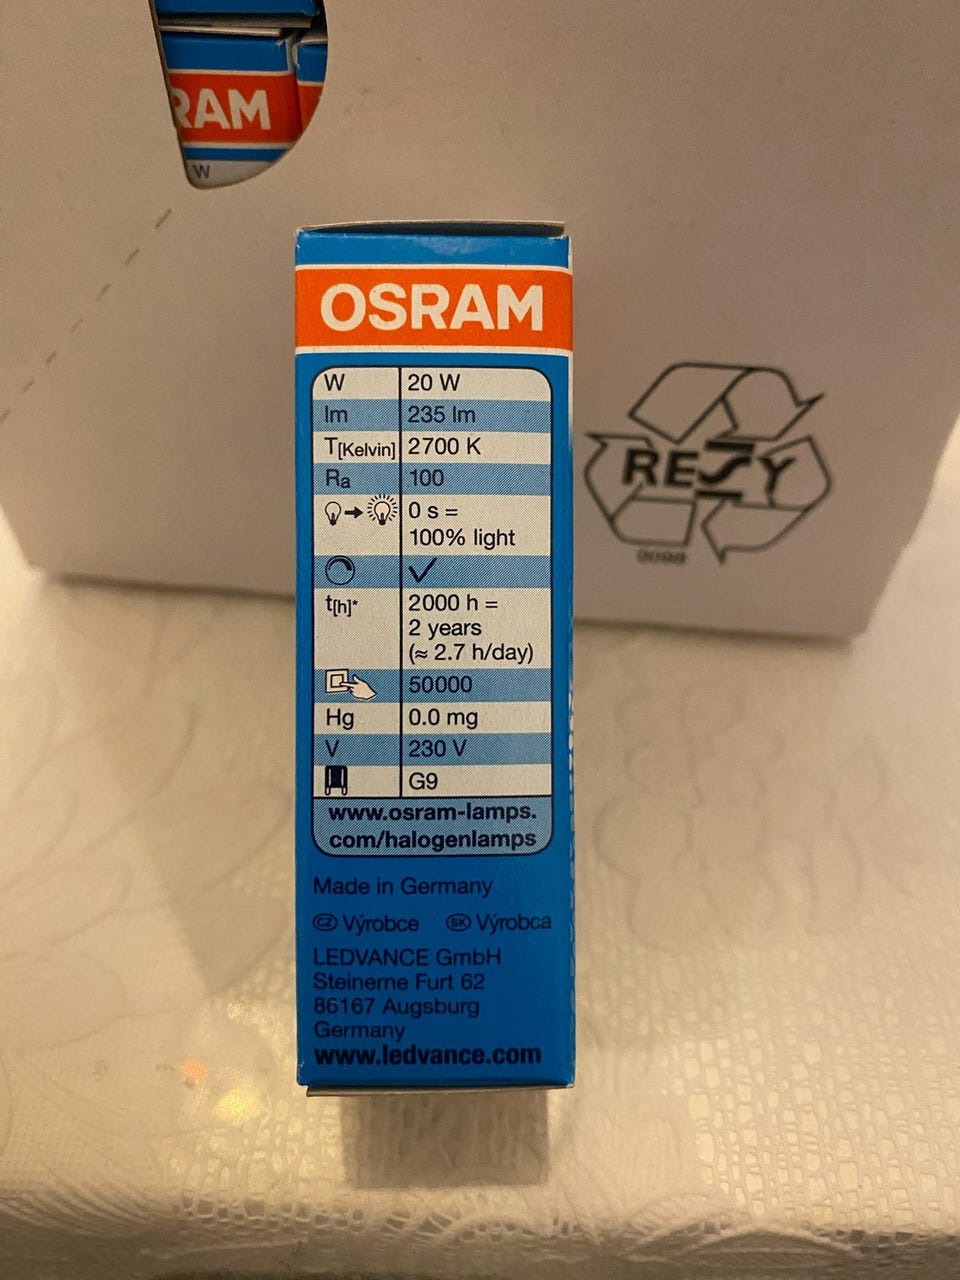 RAM
W
OSRAM
W 20 W
lm 235 lm
T[Kelvin] 2700 K
Ra 100
0 s =
100% light
t[h]* 2000 h =
2 years
(≈ 2.7 h/day)
50000
Hg 0.0 mg
V 230 V
G9
www.osram-lamps.
com/halogenlamps
Made in Germany
CZ Výrobce SK Výrobca
LEDVANCE GmbH
Steinerne Furt 62
86167 Augsburg
Germany
www.ledvance.com
RESY
0098